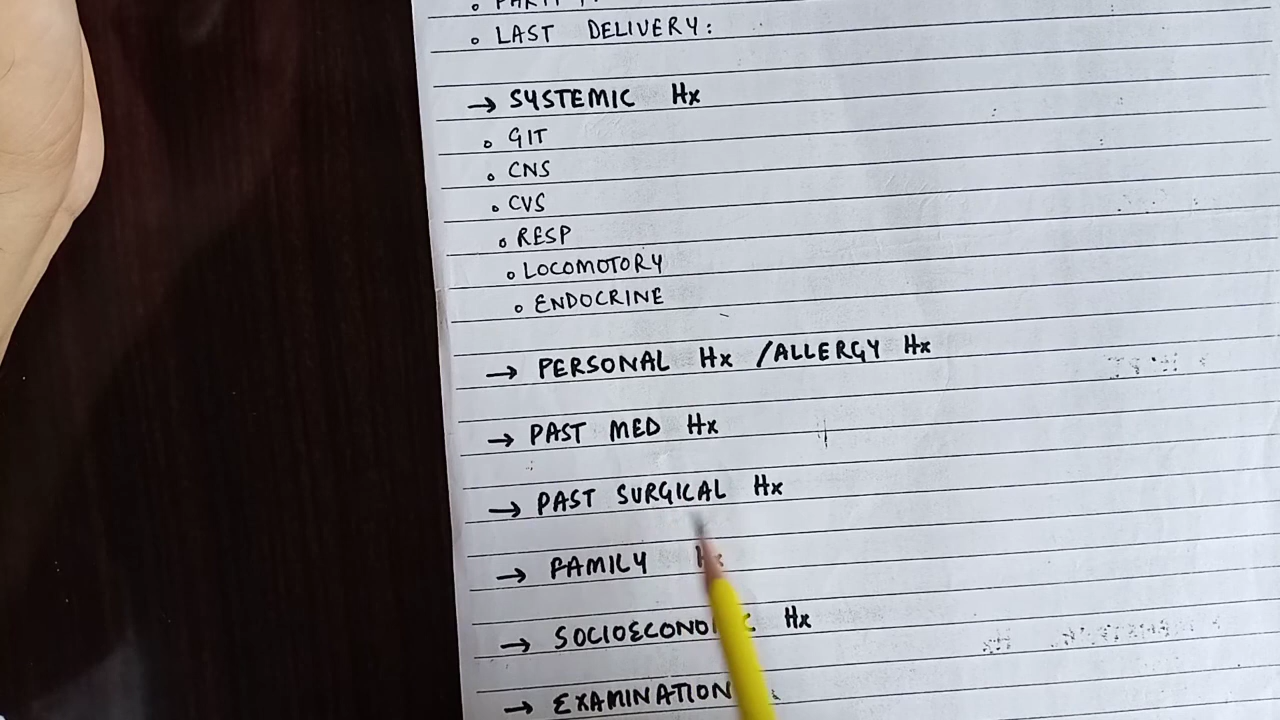 • LAST DELIVERY:
→ SYSTEMIC Hx
• GIT
• CNS
• CVS
• RESP
• LOCOMOTORY
• ENDOCRINE
→ PERSONAL Hx / ALLERGY Hx
→ PAST MED Hx
→ PAST SURGICAL Hx
→ FAMILY Hx
→ Hx
→ EXAMINATION